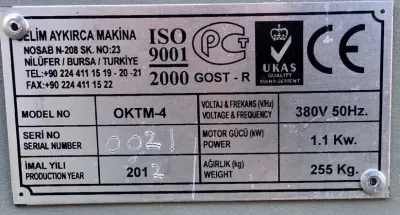 ELİM AYKIRCA MAKİNA
NOSAB N-208 SK. NO:23
NİLÜFER / BURSA / TURKİYE
TEL:+90 224 411 15 19 - 20 -21
FAX:+90 224 411 15 22
ISO
9001
2000
GOST - R
UKAS
QUALITY
MANAGEMENT
CE
MODEL NO
OKTM-4
VOLTAJ & FREKANS (V/Hz)
VOLTAGE & FREQUENCY
380V 50Hz.
SERİ NO
SERIAL NUMBER
0021
MOTOR GÜCÜ (kW)
POWER
1.1 Kw.
İMAL YILI
PRODUCTION YEAR
2012
AĞIRLIK (kg)
WEIGHT
255 Kg.